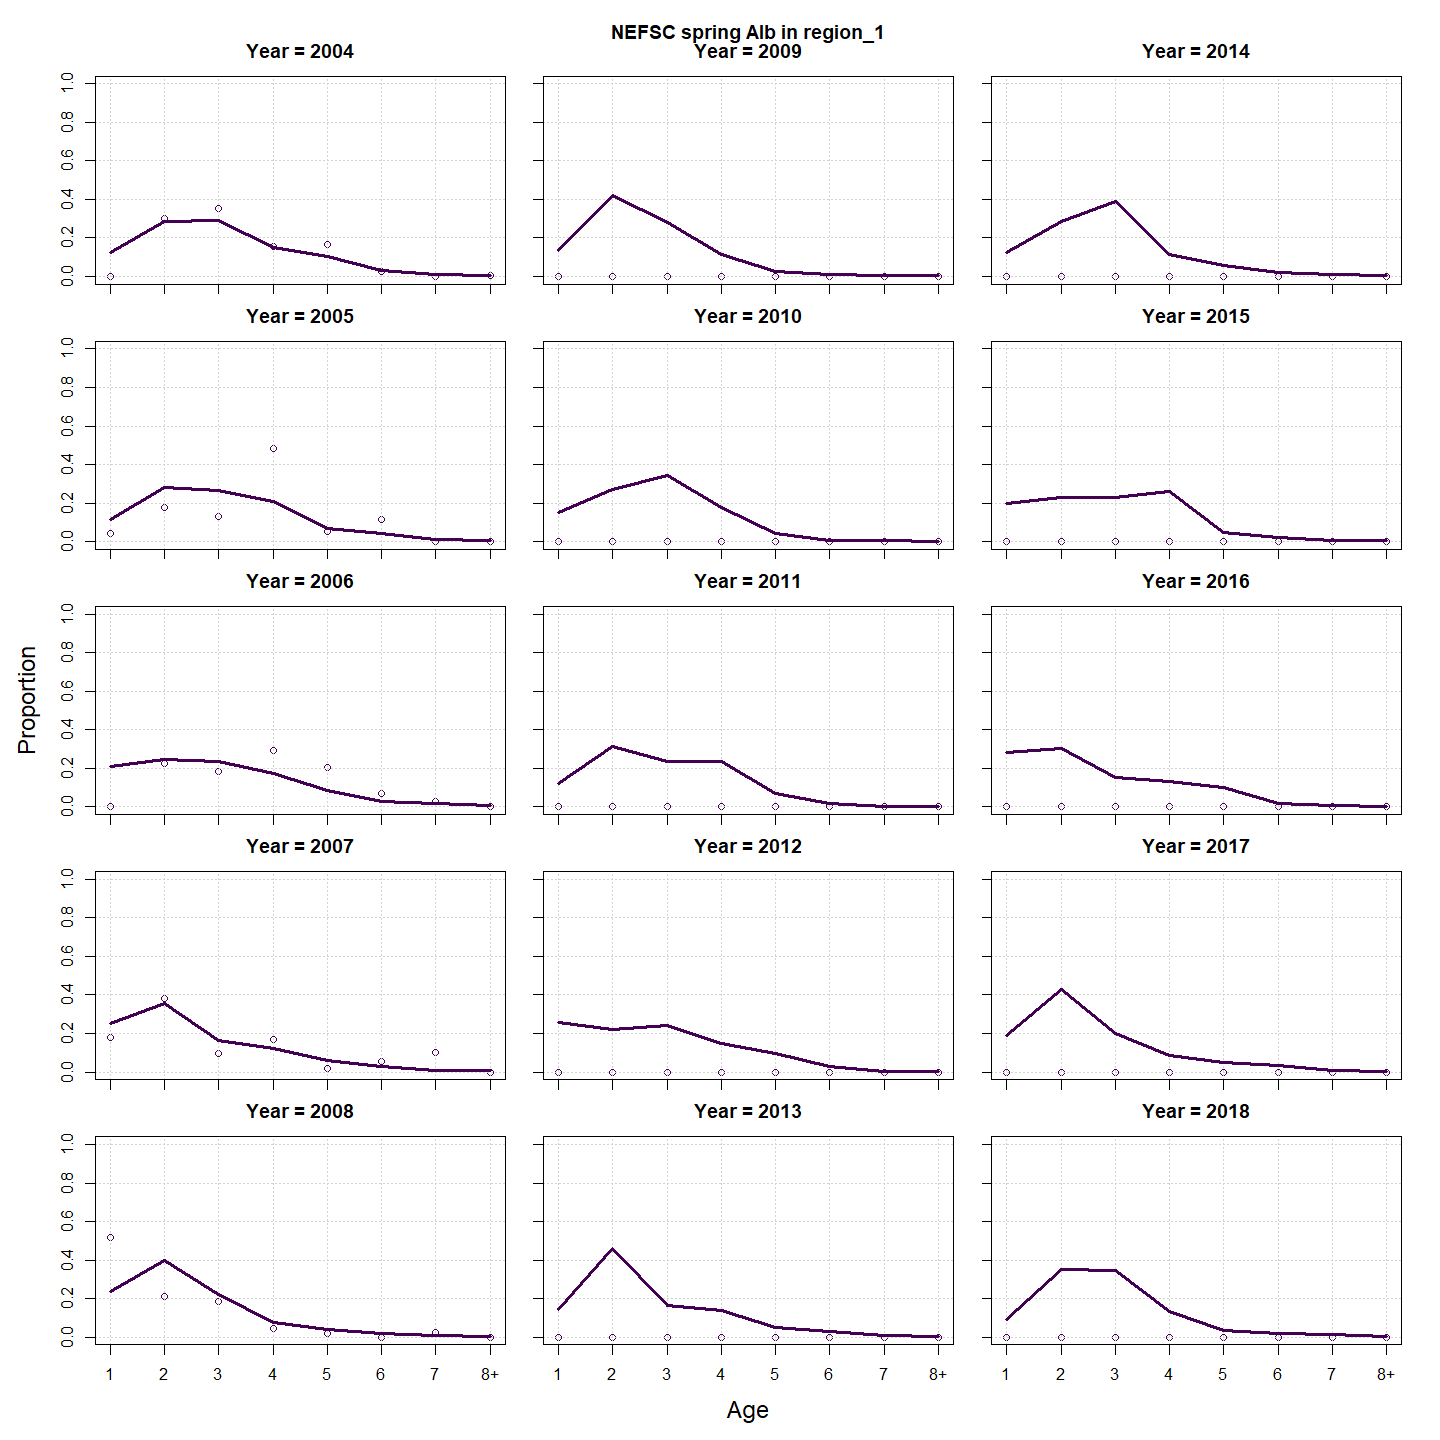 NEFSC spring Alb in region_1
Year = 2004
Year = 2009
Year = 2014
1.0
0.8
0.6
0.4
0.2
0.0
Year = 2005
Year = 2010
Year = 2015
1.0
0.8
0.6
0.4
0.2
0.0
Year = 2006
Year = 2011
Year = 2016
1.0
0.8
0.6
0.4
0.2
0.0
Proportion
Year = 2007
Year = 2012
Year = 2017
1.0
0.8
0.6
0.4
0.2
0.0
Year = 2008
Year = 2013
Year = 2018
1.0
0.8
0.6
0.4
0.2
0.0
1 2 3 4 5 6 7 8+
1 2 3 4 5 6 7 8+
1 2 3 4 5 6 7 8+
Age